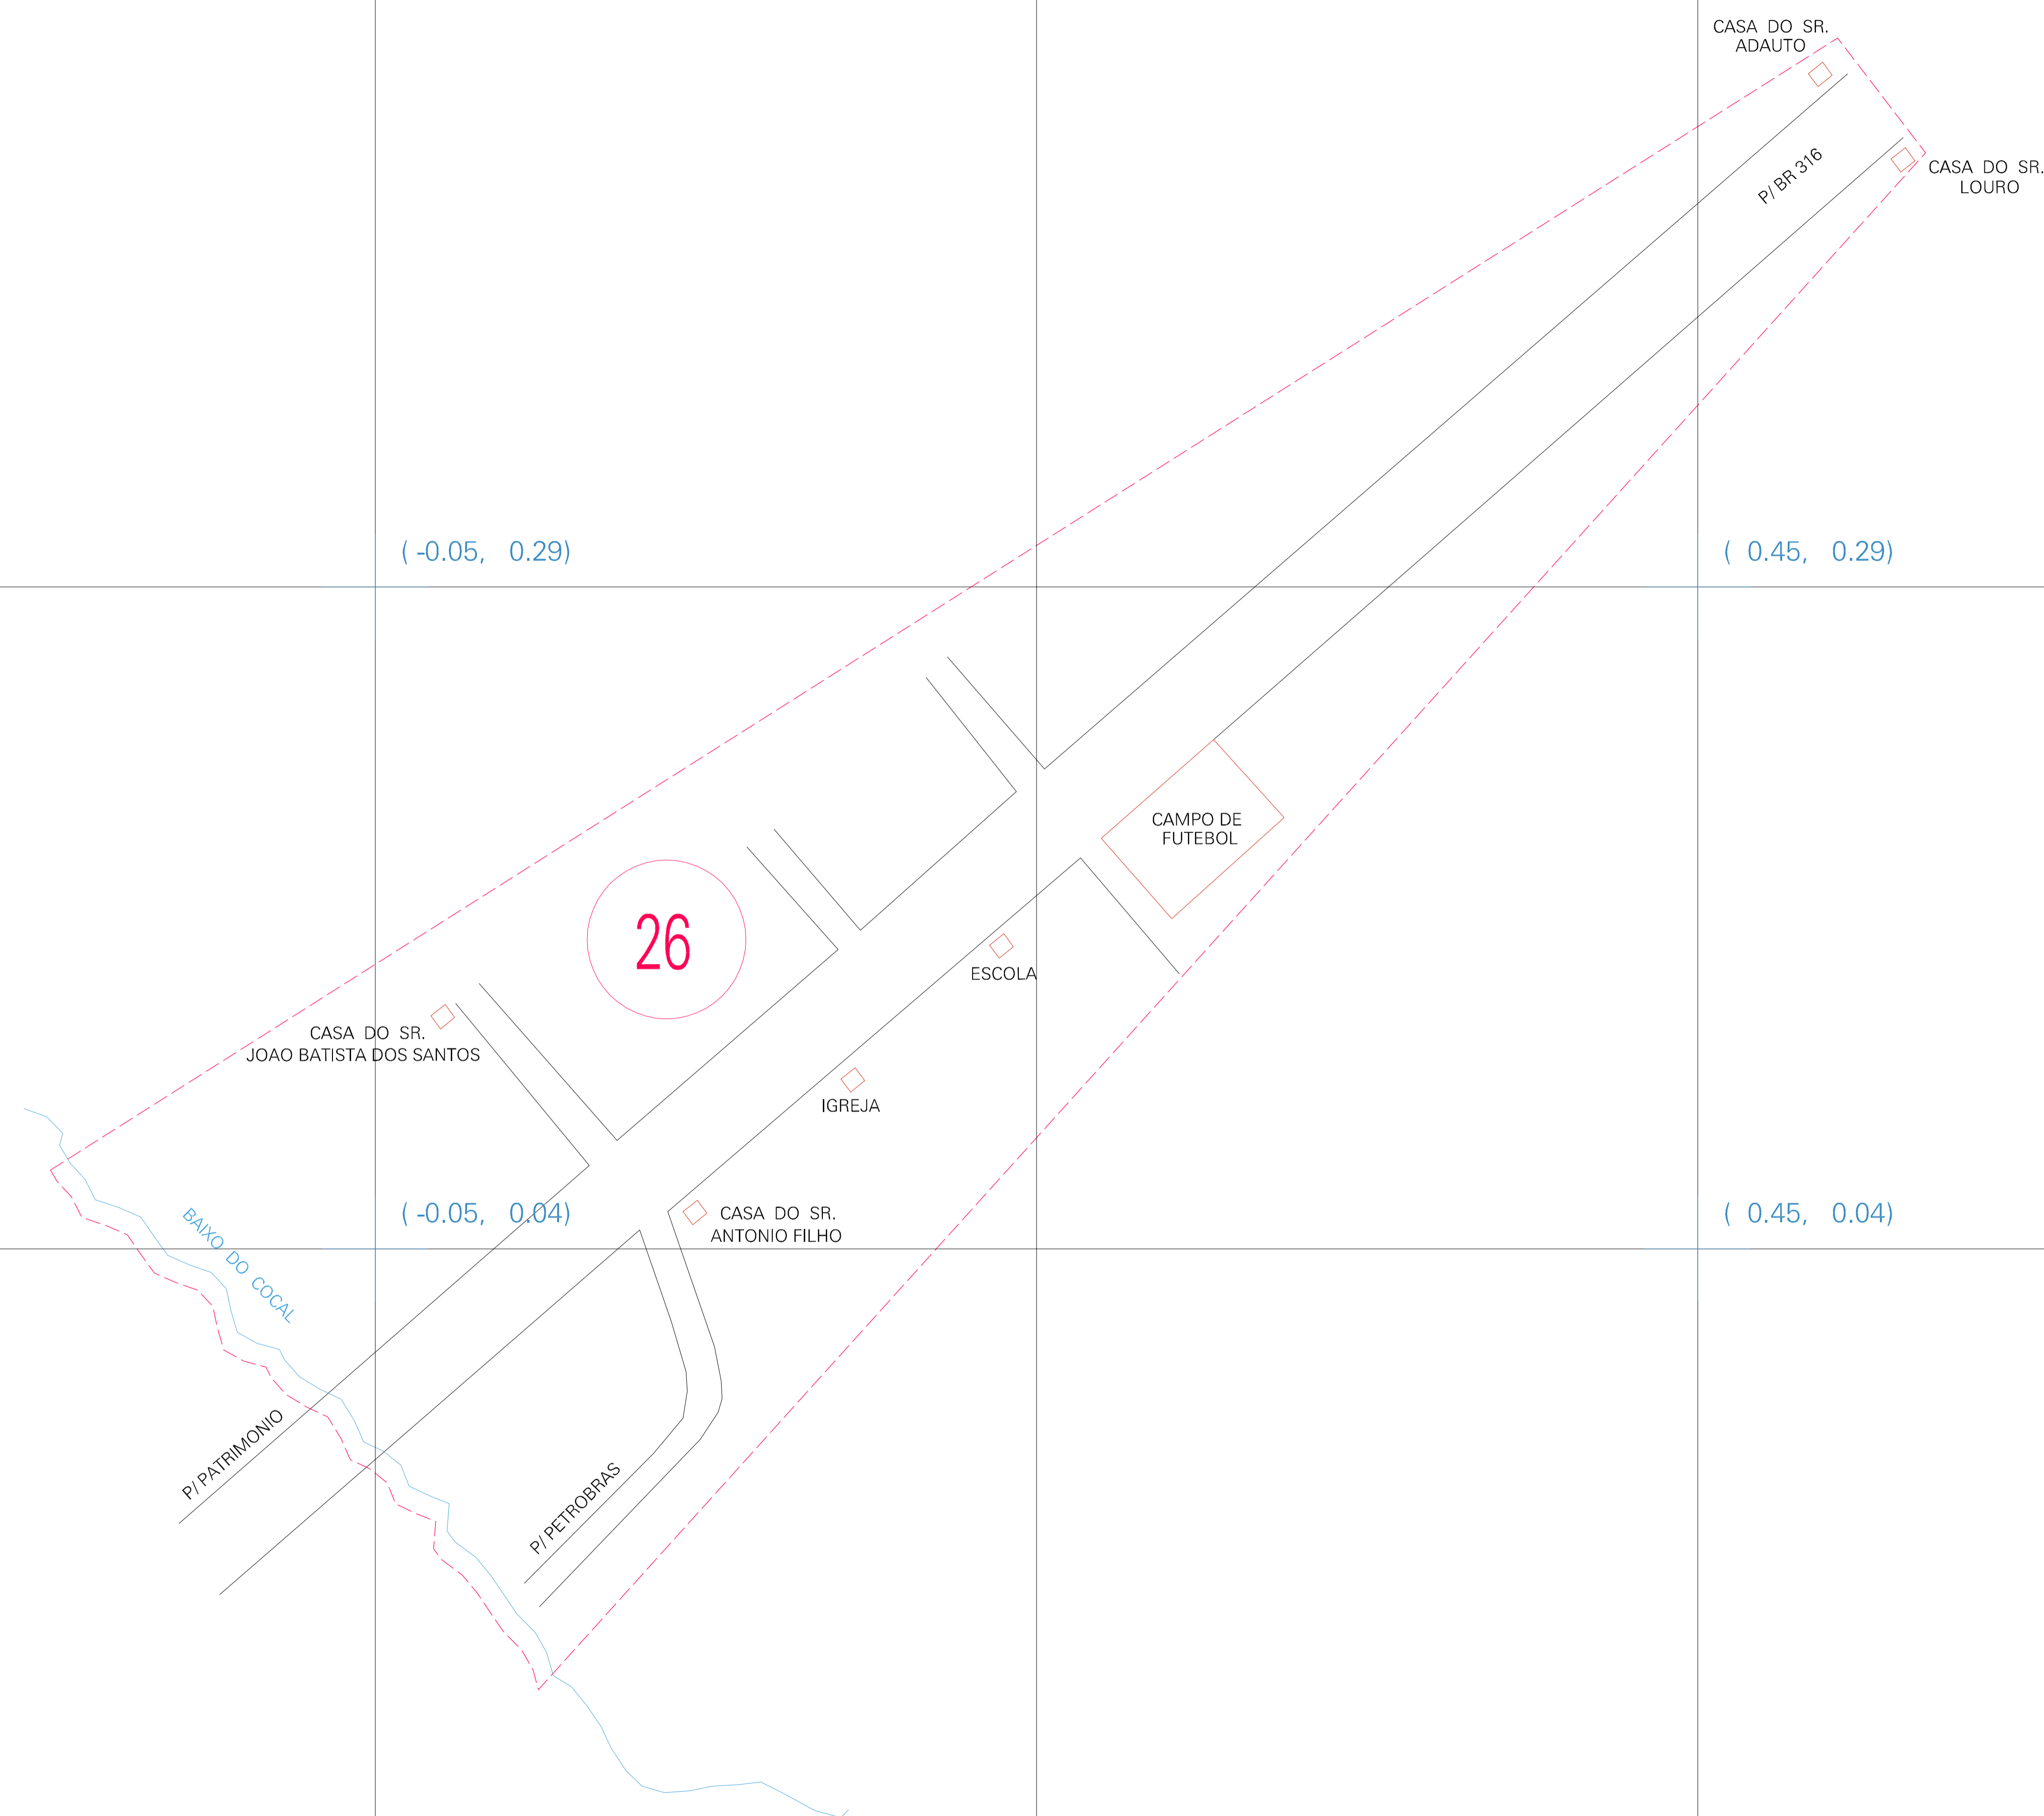 CASA DO SR.
ADAUTO
P/ BR 316
CASA DO SR.
LOURO
( -0.05, 0.29)
( 0.45, 0.29)
CAMPO DE
FUTEBOL
26
ESCOLA
CASA DO SR.
JOAO BATISTA DOS SANTOS
IGREJA
( -0.05, 0.04)
CASA DO SR.
ANTONIO FILHO
( 0.45, 0.04)
BAIXO DO COCAL
P/ PATRIMONIO
P/ PETROBRAS